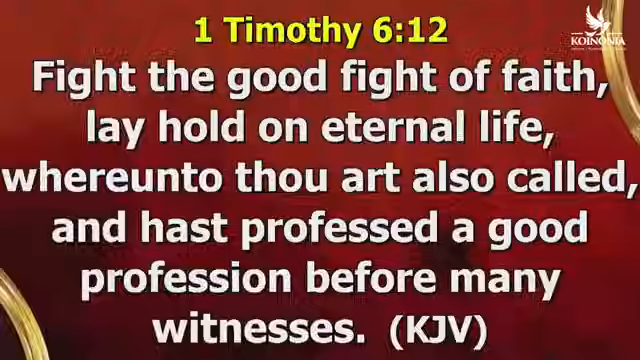 1 Timothy 6:12
KOINONIA
Fight the good fight of faith,
lay hold on eternal life,
whereunto thou art also called,
and hast professed a good
profession before many
witnesses. (KJV)